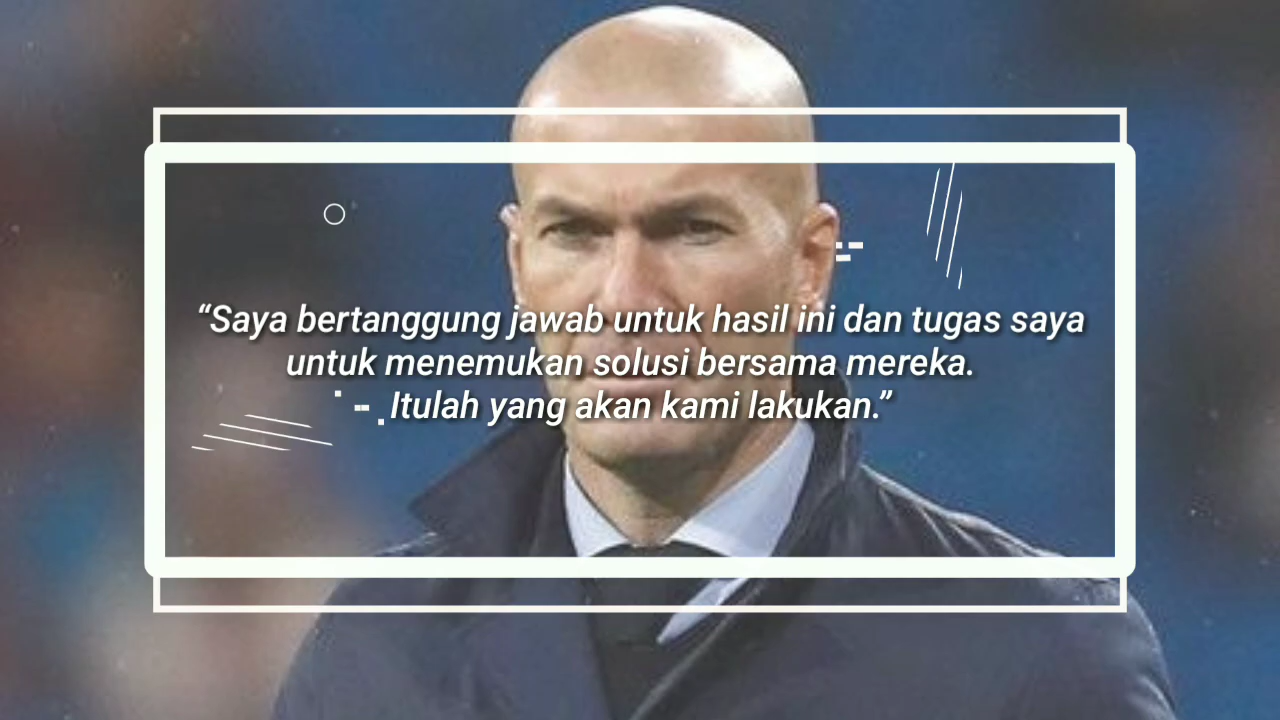 “Saya bertanggung jawab untuk hasil ini dan tugas saya
untuk menemukan solusi bersama mereka.
Itulah yang akan kami lakukan.”